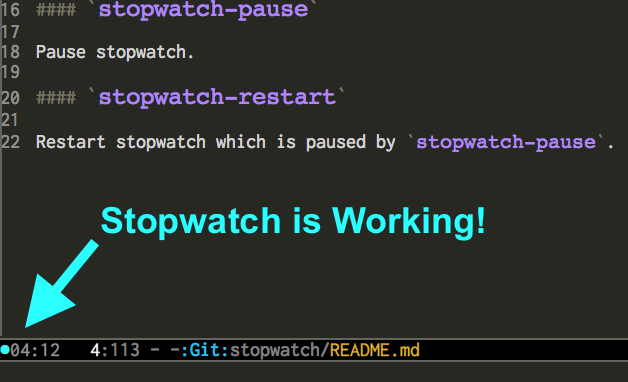 16 #### `stopwatch-pause`
17
18 Pause stopwatch.
19
20 #### `stopwatch-restart`
21
22 Restart stopwatch which is paused by `stopwatch-pause`.
Stopwatch is Working!
●04:12 4:113 - -:Git:stopwatch/README.md